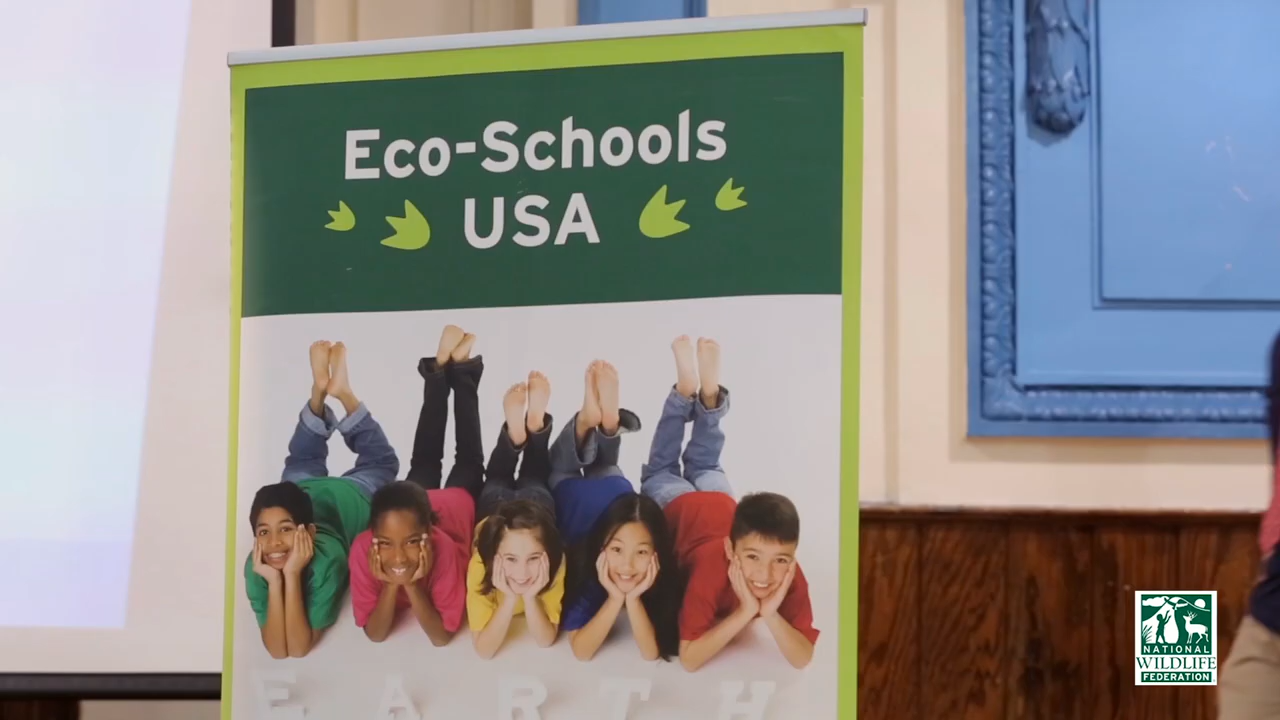 Eco-Schools
USA
E A R T H
NATIONAL
WILDLIFE
FEDERATION